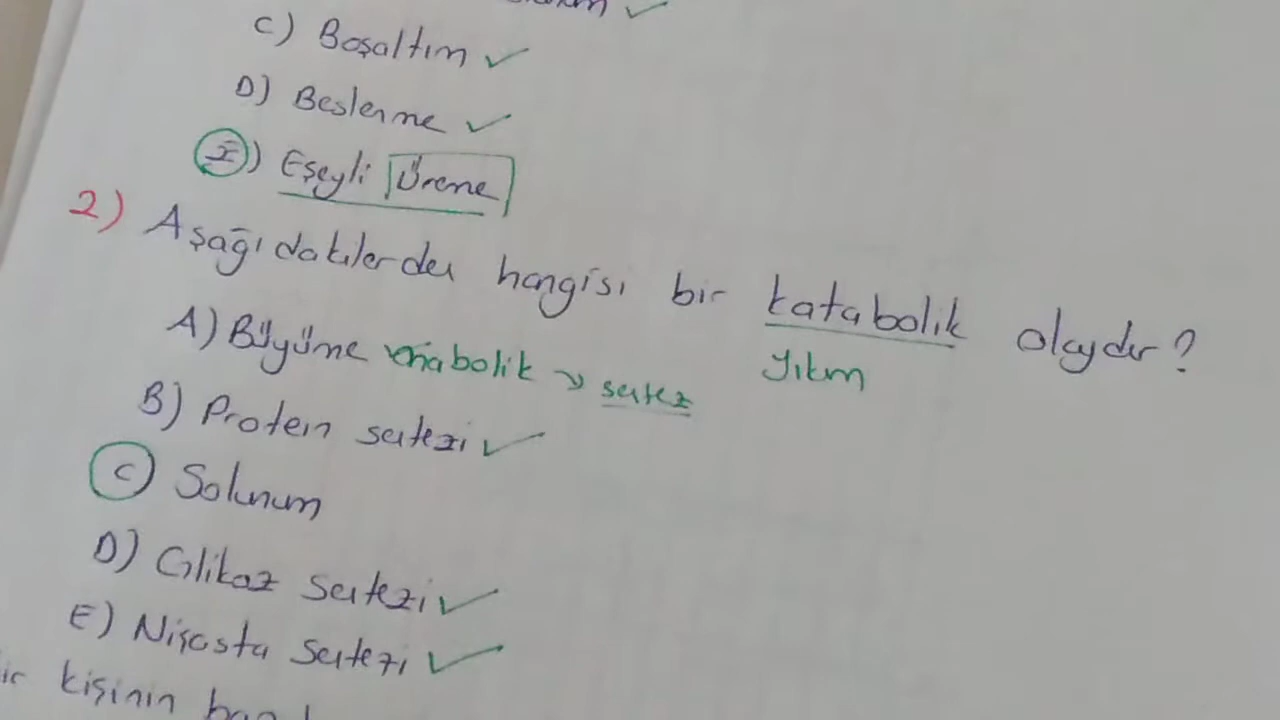 C) Boşaltım ✓
D) Beslenme ✓
E) Eşeyli Üreme
2) Aşağıdakilerden hangisi bir katabolik olaydır?
yıkım
A) Büyüme anabolik → sentez
B) Protein sentezi ✓
C) Solunum
D) Glikoz sentezi ✓
E) Nişasta sentezi ✓
kişinin